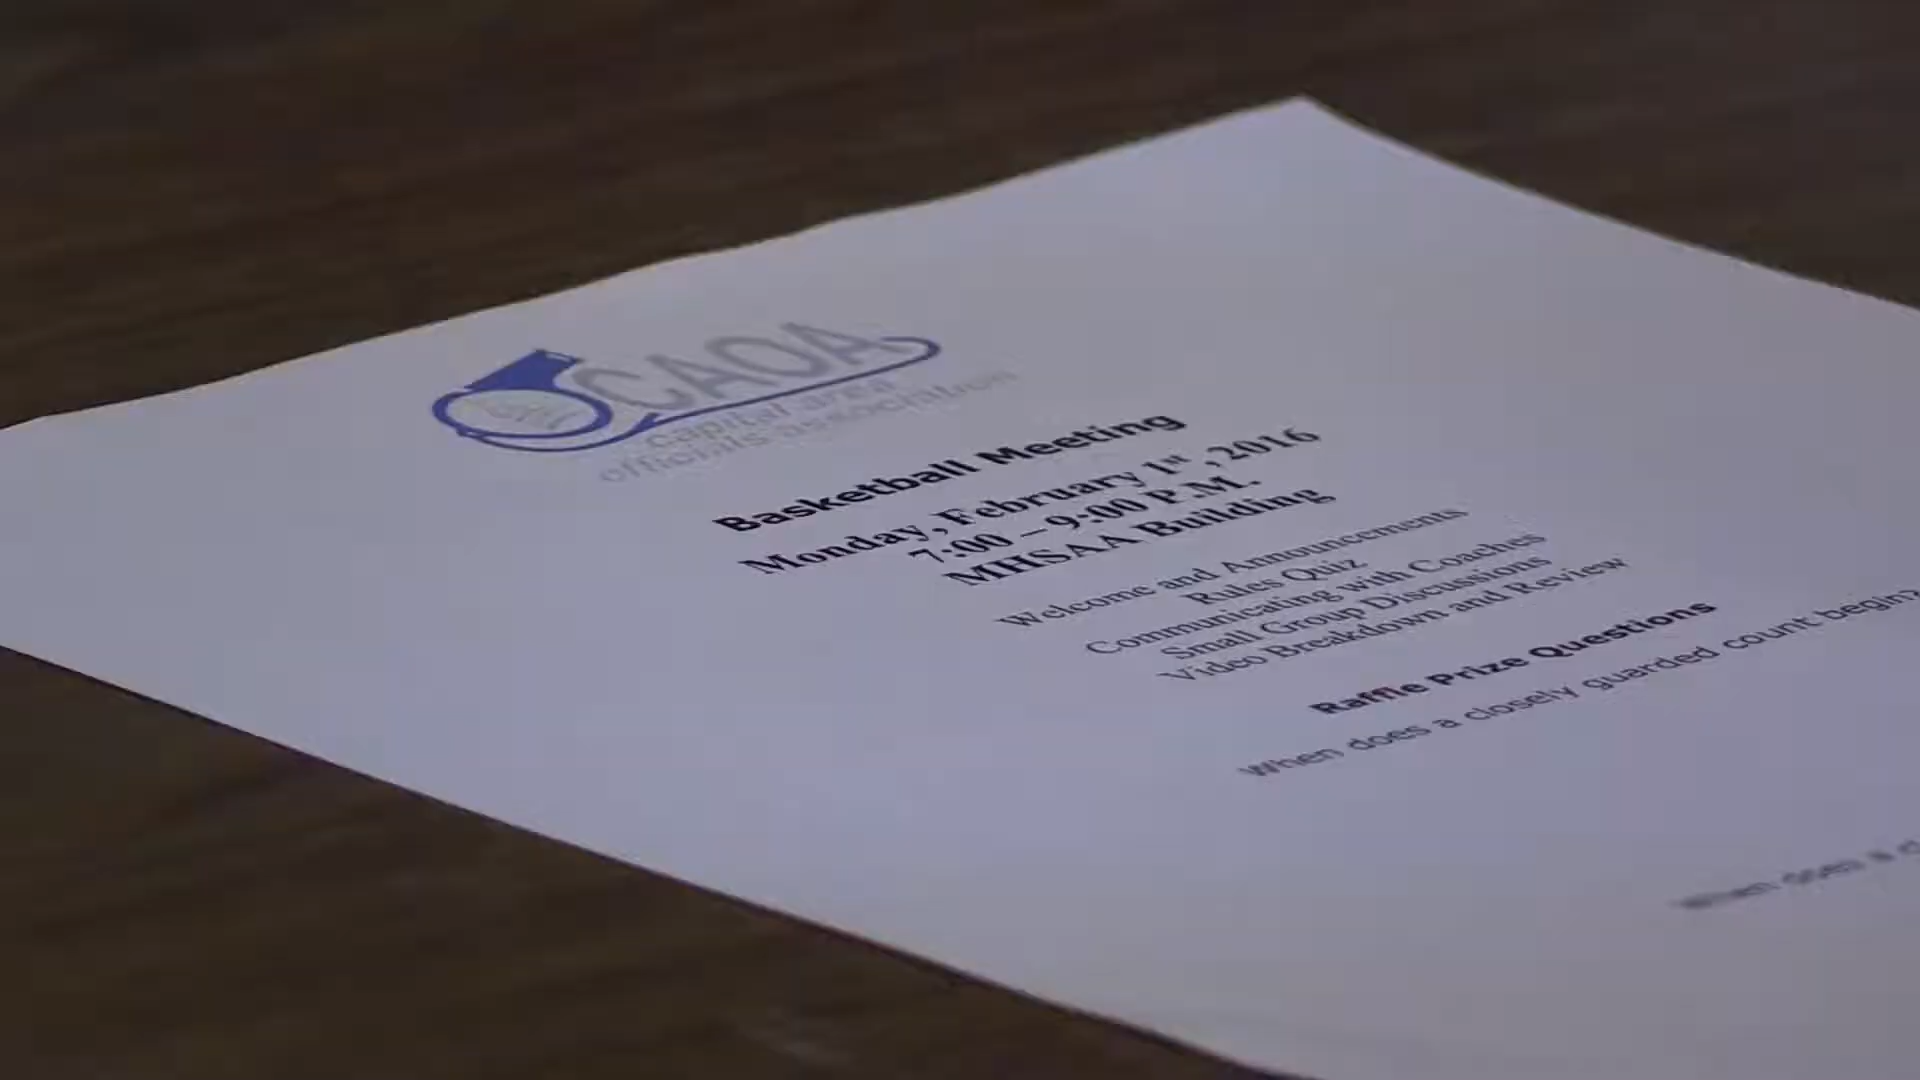 CAOA
capital area
officials association
Basketball Meeting
Monday, February 1st, 2016
7:00 – 9:00 P.M.
MHSAA Building
Welcome and Announcements
Rules Quiz
Communicating with Coaches
Small Group Discussions
Video Breakdown and Review
Raffle Prize Questions
When does a closely guarded count begin?
When does a